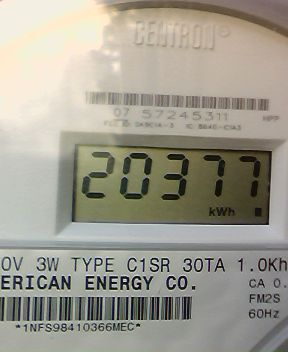 CENTRON®
07 57245311 HPP
20377
kWh
0V 3W TYPE C1SR 30TA 1.0Kh
ERICAN ENERGY CO. CA 0.
FM2S
*1NFS98410366MEC* 60Hz